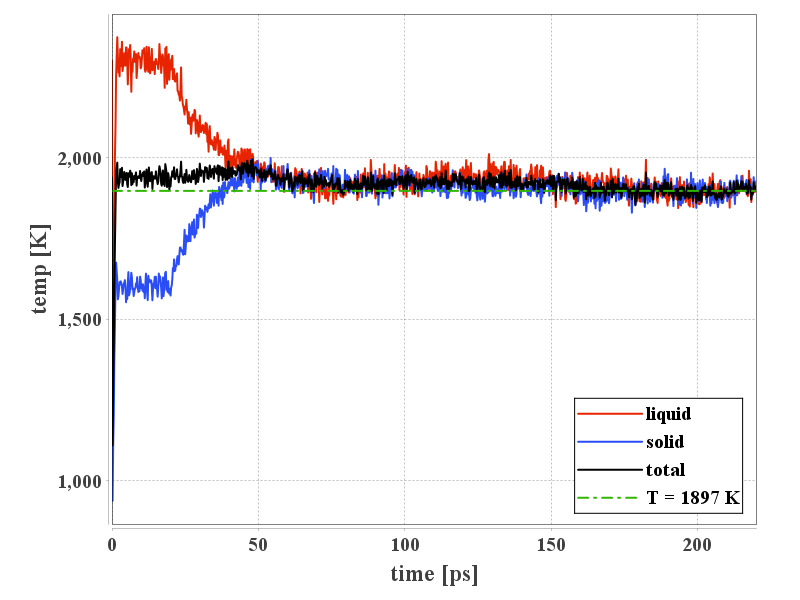 2,000
1,500
1,000
temp [K]
liquid
solid
total
T = 1897 K
0 50 100 150 200
time [ps]